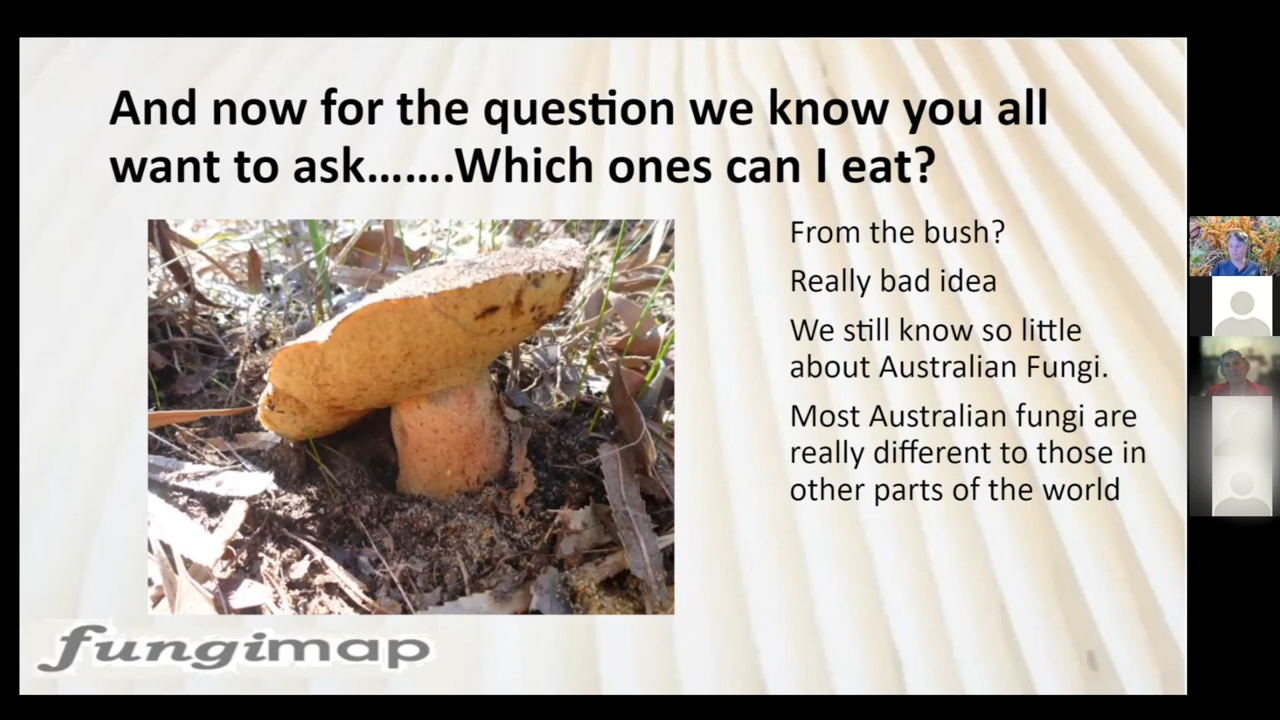 And now for the question we know you all
want to ask…….Which ones can I eat?
From the bush?
Really bad idea
We still know so little
about Australian Fungi.
Most Australian fungi are
really different to those in
other parts of the world
fungimap